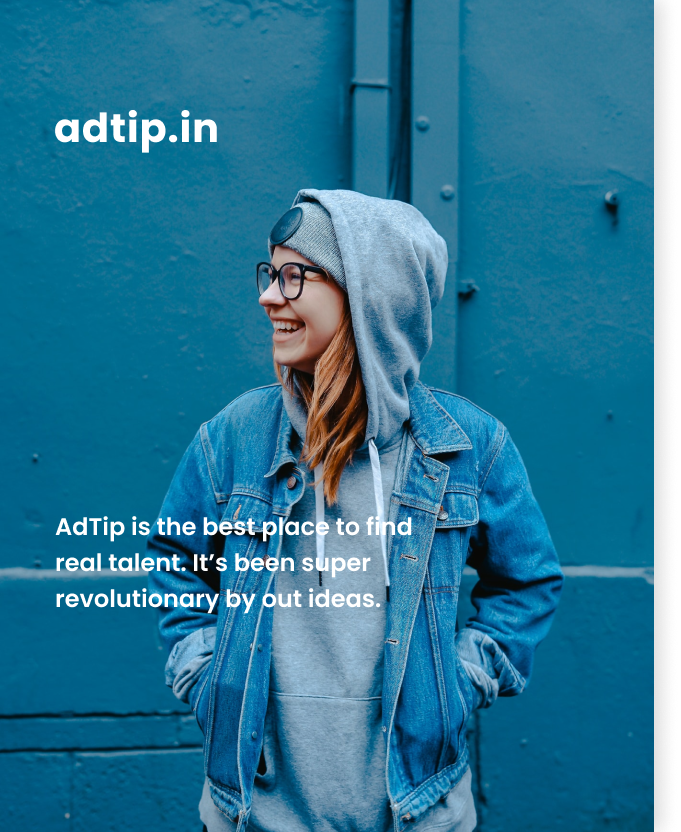 adtip.in
AdTip is the best place to find
real talent. It’s been super
revolutionary by out ideas.